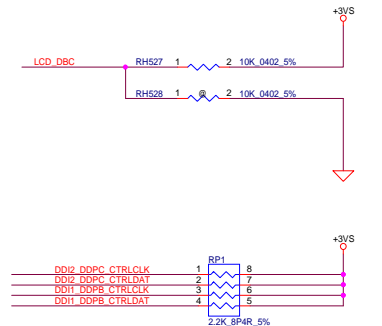 +3VS
LCD_DBC RH527 1 2 10K_0402_5%
RH528 1 @ 2 10K_0402_5%
+3VS
RP1
DDI2_DDPC_CTRLCLK 1 8
DDI2_DDPC_CTRLDAT 2 7
DDI1_DDPB_CTRLCLK 3 6
DDI1_DDPB_CTRLDAT 4 5
2.2K_8P4R_5%